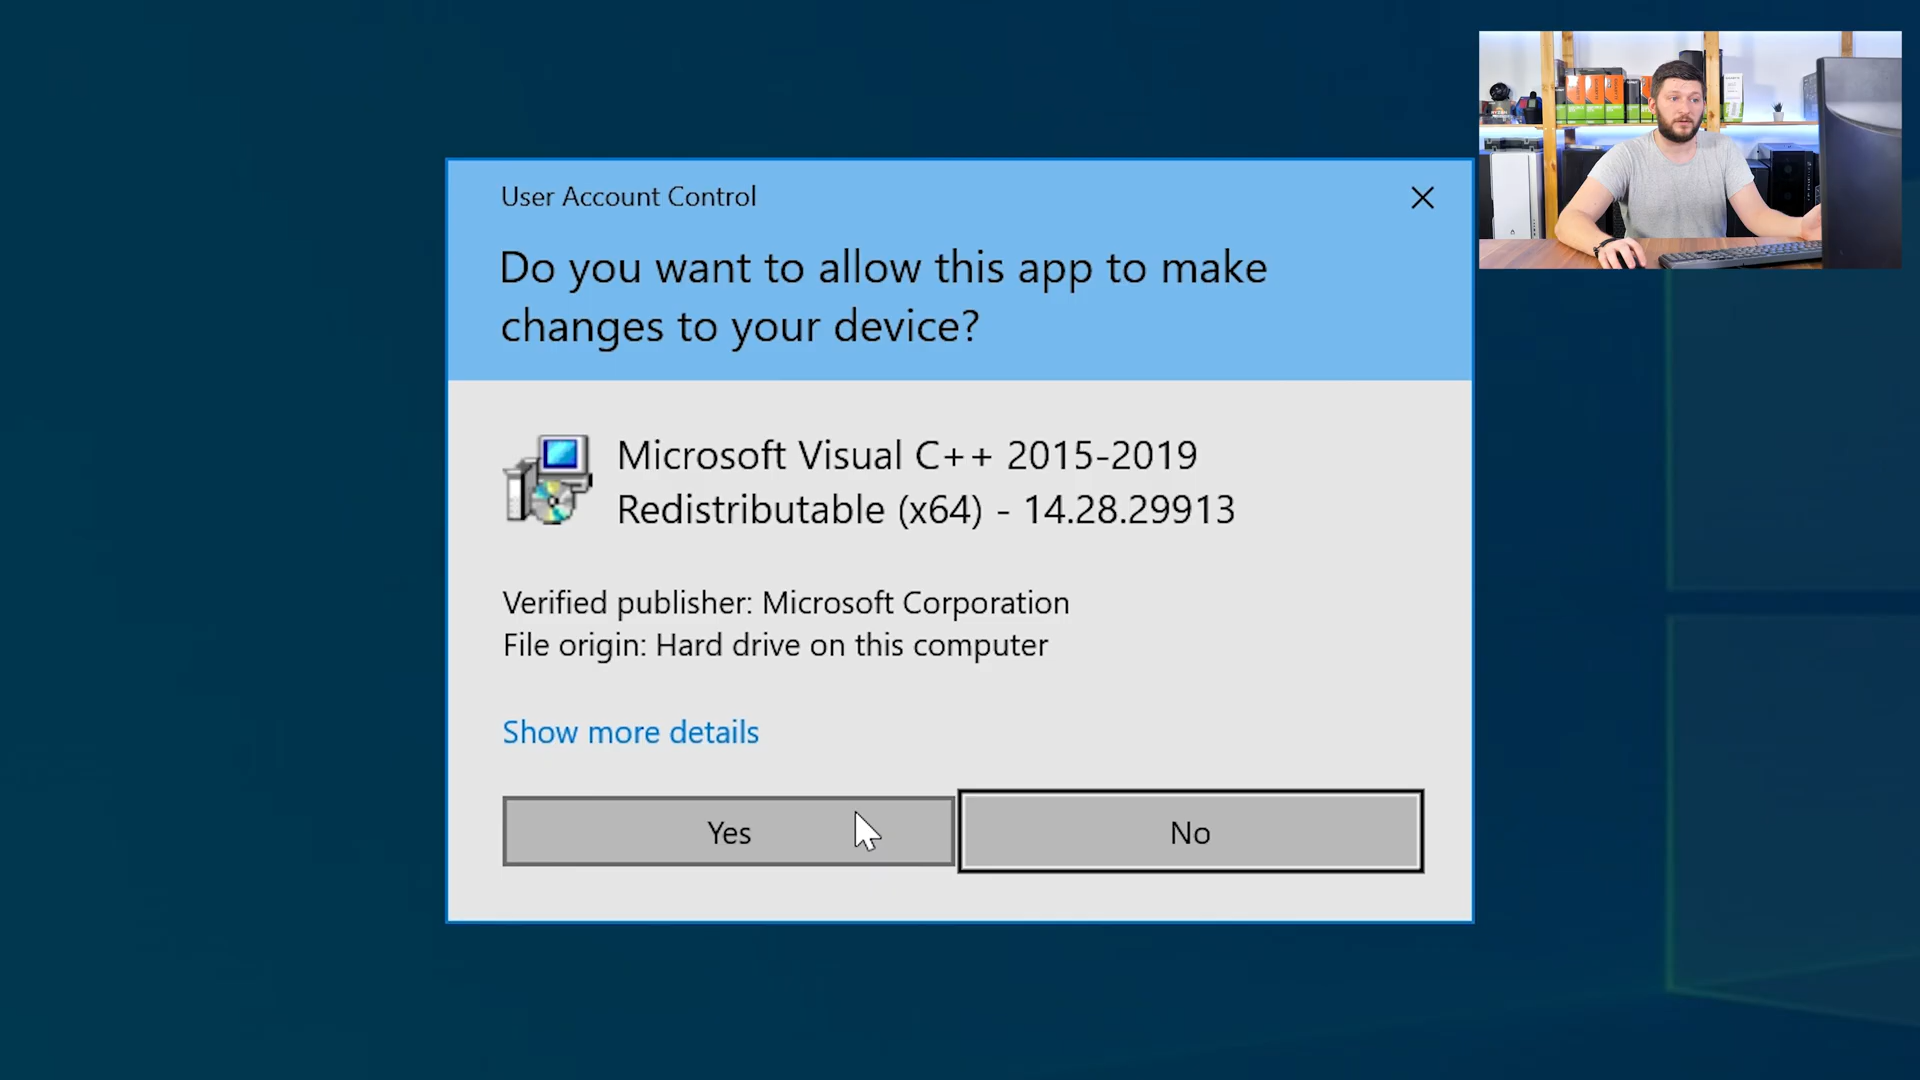 User Account Control
Do you want to allow this app to make
changes to your device?
Microsoft Visual C++ 2015-2019
Redistributable (x64) - 14.28.29913
Verified publisher: Microsoft Corporation
File origin: Hard drive on this computer
Show more details
Yes
No